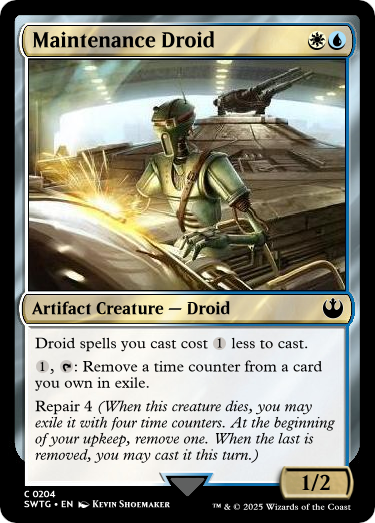 Maintenance Droid
Artifact Creature — Droid
Droid spells you cast cost 1 less to cast.
1, : Remove a time counter from a card
you own in exile.
Repair 4 (When this creature dies, you may
exile it with four time counters. At the beginning
of your upkeep, remove one. When the last is
removed, you may cast it this turn.)
1/2
C 0204
SWTG • EN Kevin Shoemaker
™ & © 2025 Wizards of the Coast